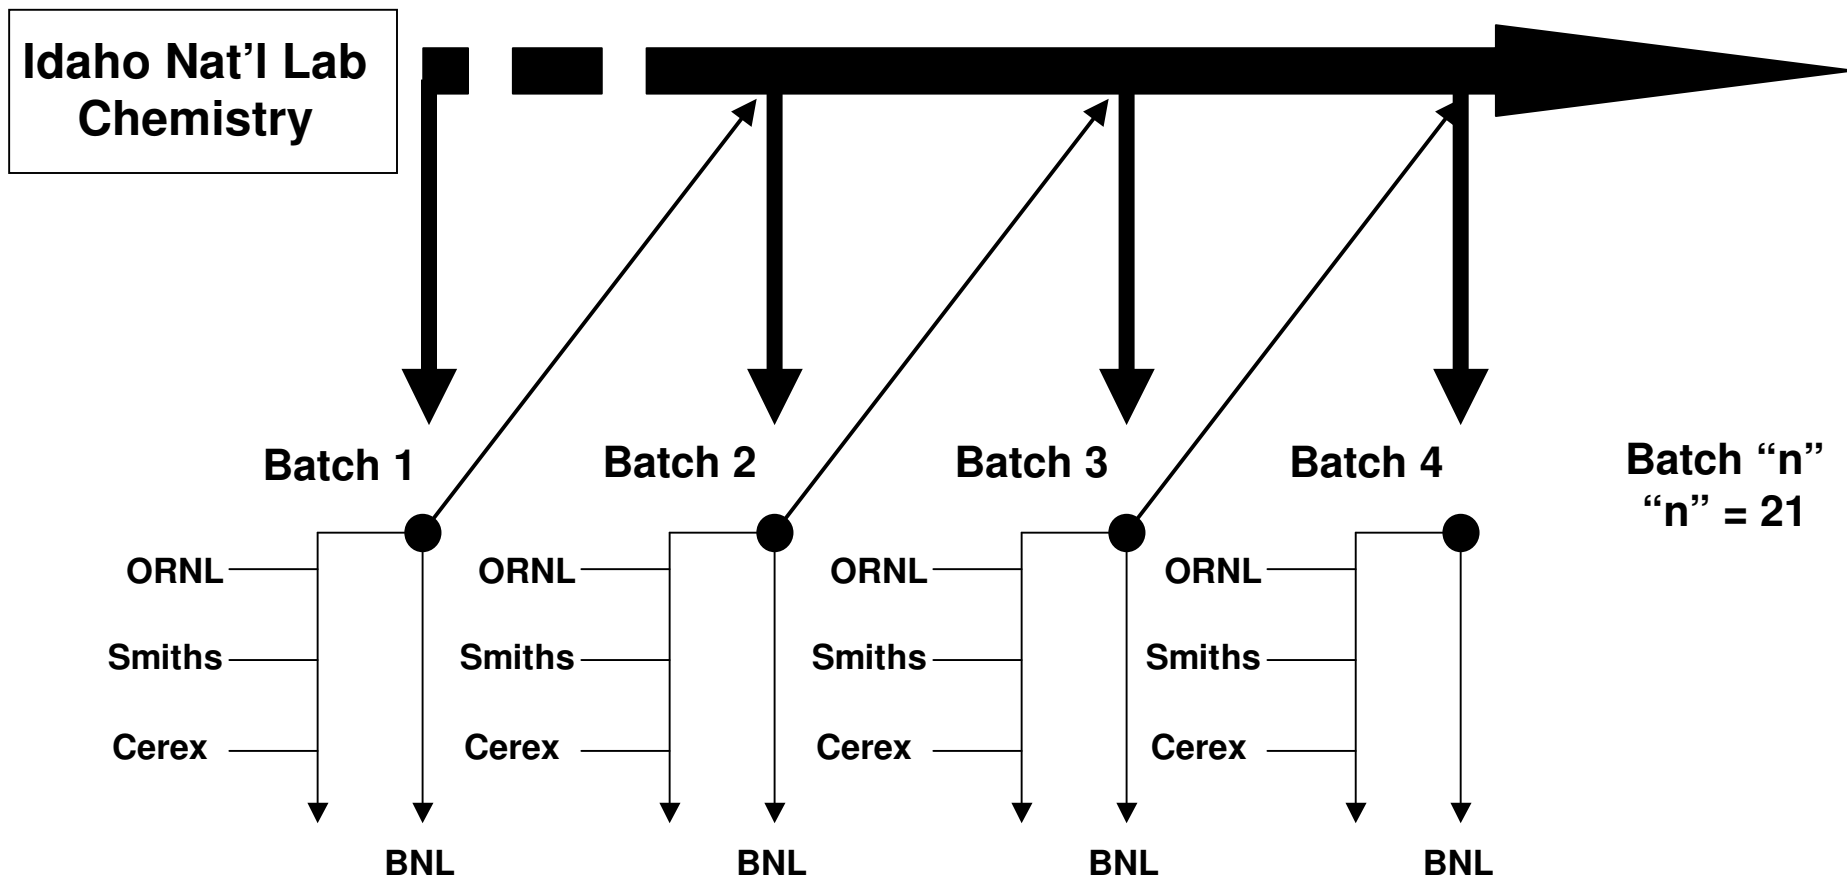 Idaho Nat’l Lab
Chemistry
Batch 1
Batch 2
Batch 3
Batch 4
Batch “n”
“n” = 21
ORNL
ORNL
ORNL
ORNL
Smiths
Smiths
Smiths
Smiths
Cerex
Cerex
Cerex
Cerex
BNL
BNL
BNL
BNL